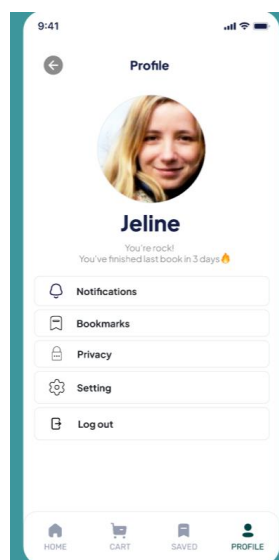 9:41
Profile
Jeline
You're rock!
You've finished last book in 3 days🔥
Notifications
Bookmarks
Privacy
Setting
Log out
HOME CART SAVED PROFILE